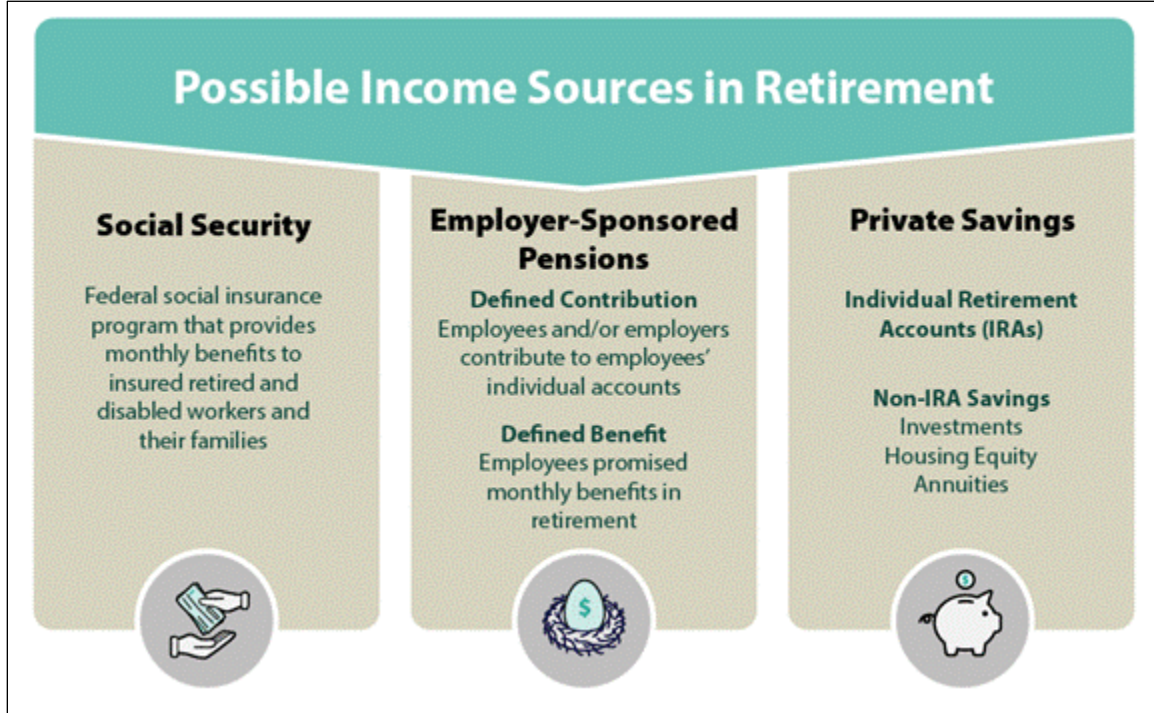 Possible Income Sources in Retirement
Social Security
Federal social insurance
program that provides
monthly benefits to
insured retired and
disabled workers and
their families
Employer-Sponsored
Pensions
Defined Contribution
Employees and/or employers
contribute to employees’
individual accounts
Defined Benefit
Employees promised
monthly benefits in
retirement
$
Private Savings
Individual Retirement
Accounts (IRAs)
Non-IRA Savings
Investments
Housing Equity
Annuities
$